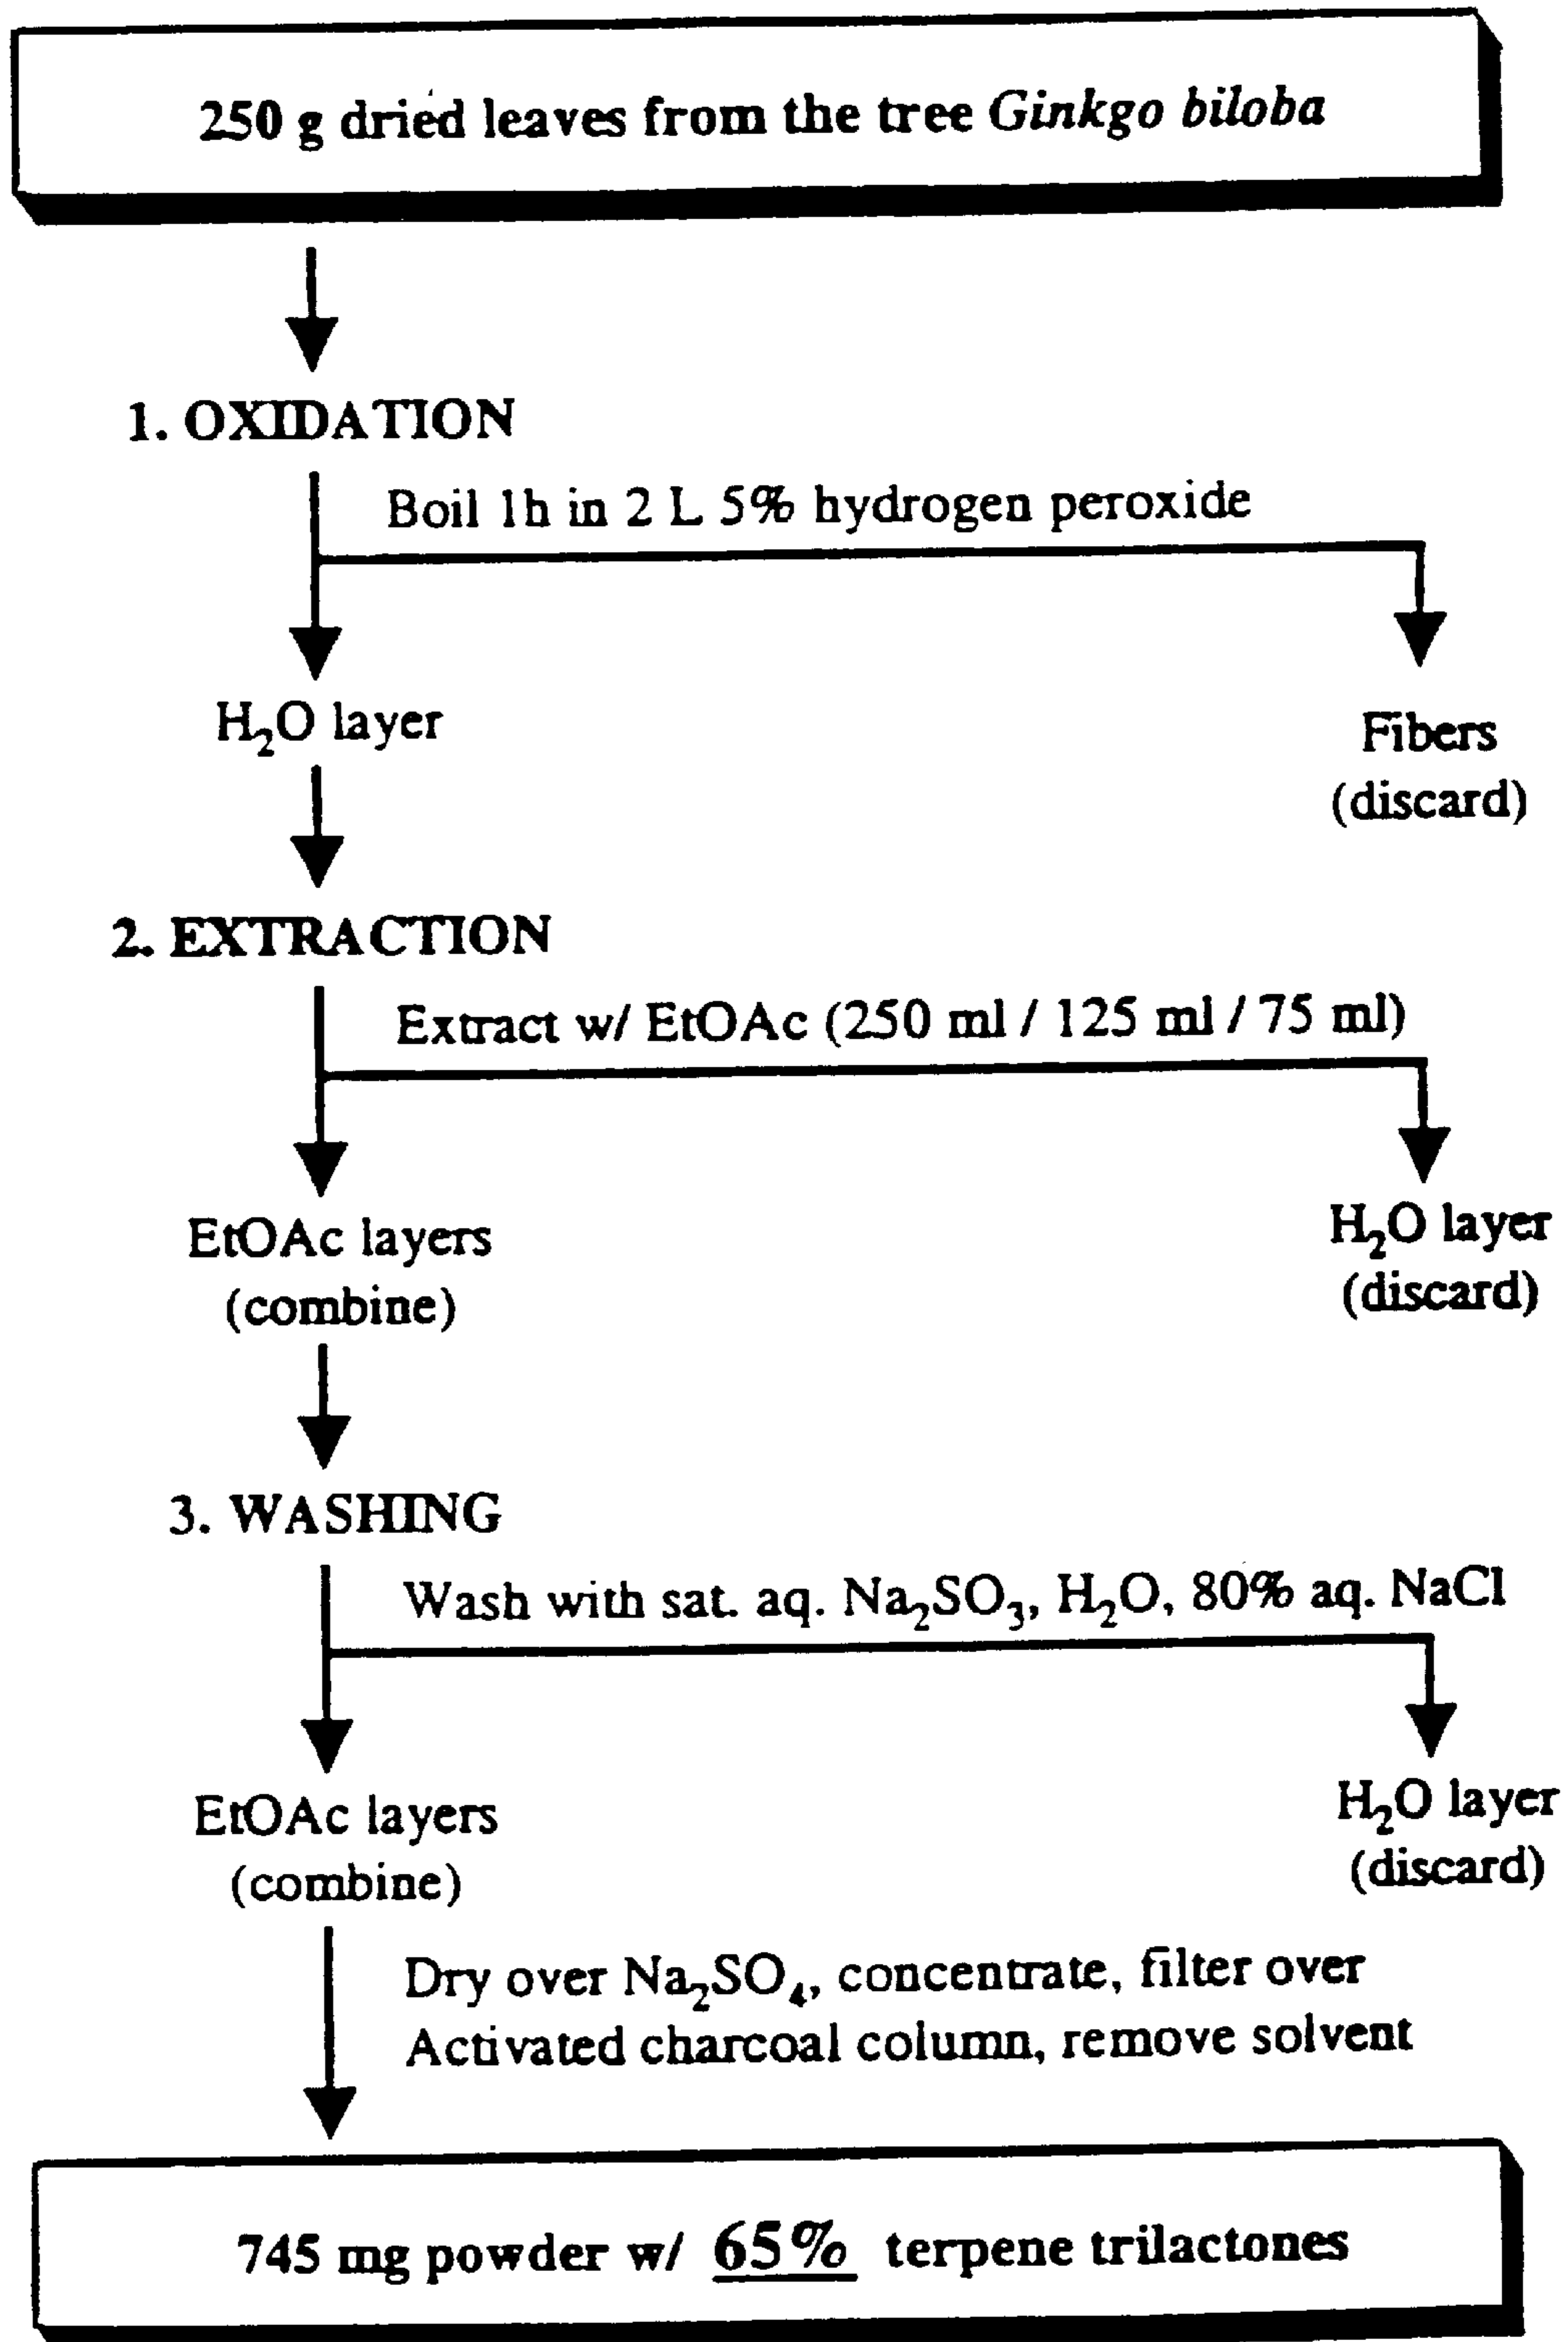 250 g dried leaves from the tree Ginkgo biloba
1. OXIDATION
Boil 1h in 2 L 5% hydrogen peroxide
H₂O layer
Fibers
(discard)
2. EXTRACTION
Extract w/ EtOAc (250 ml / 125 ml / 75 ml)
EtOAc layers
(combine)
H₂O layer
(discard)
3. WASHING
Wash with sat. aq. Na₂SO₃, H₂O, 80% aq. NaCl
EtOAc layers
(combine)
H₂O layer
(discard)
Dry over Na₂SO₄, concentrate, filter over
Activated charcoal column, remove solvent
745 mg powder w/ 65% terpene trilactones